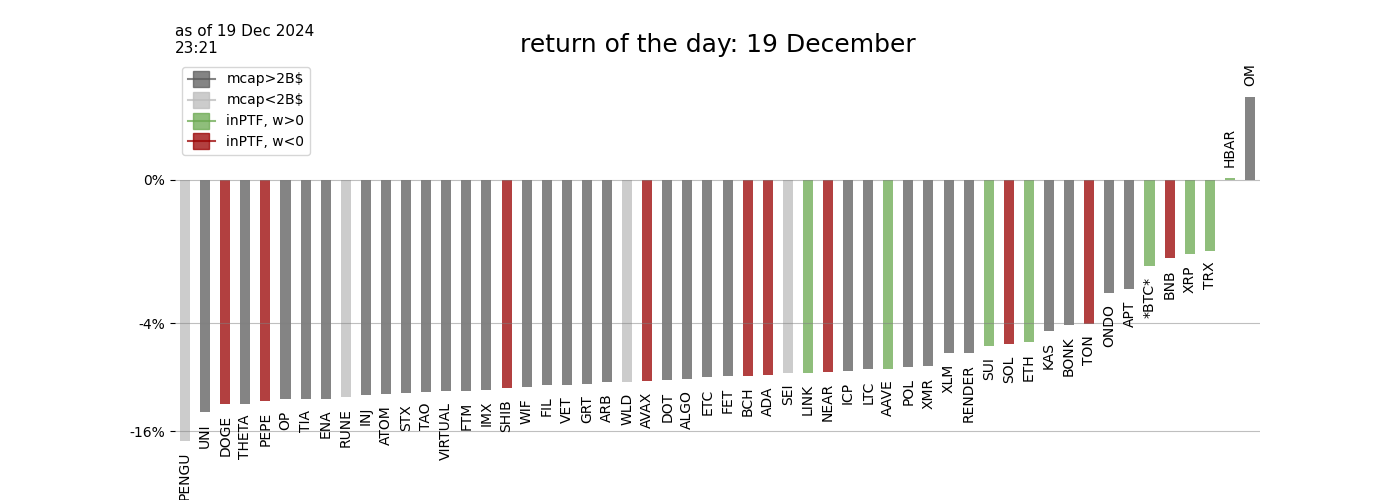 as of 19 Dec 2024
23:21
return of the day: 19 December
mcap>2B$
mcap<2B$
inPTF, w>0
inPTF, w<0
0%
-4%
-16%
PENGU
UNI
DOGE
THETA
PEPE
OP
TIA
ENA
RUNE
INJ
ATOM
STX
TAO
VIRTUAL
FTM
IMX
SHIB
WIF
FIL
VET
GRT
ARB
WLD
AVAX
DOT
ALGO
ETC
FET
BCH
ADA
SEI
LINK
NEAR
ICP
LTC
AAVE
POL
XMR
XLM
RENDER
SUI
SOL
ETH
KAS
BONK
TON
ONDO
APT
*BTC*
BNB
XRP
TRX
HBAR
OM